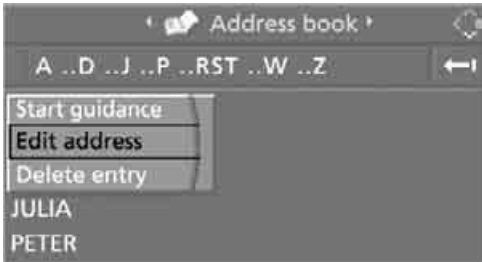 Address book
A ..D ..J ..P ..RST ..W ..Z
Start guidance
Edit address
Delete entry
JULIA
PETER